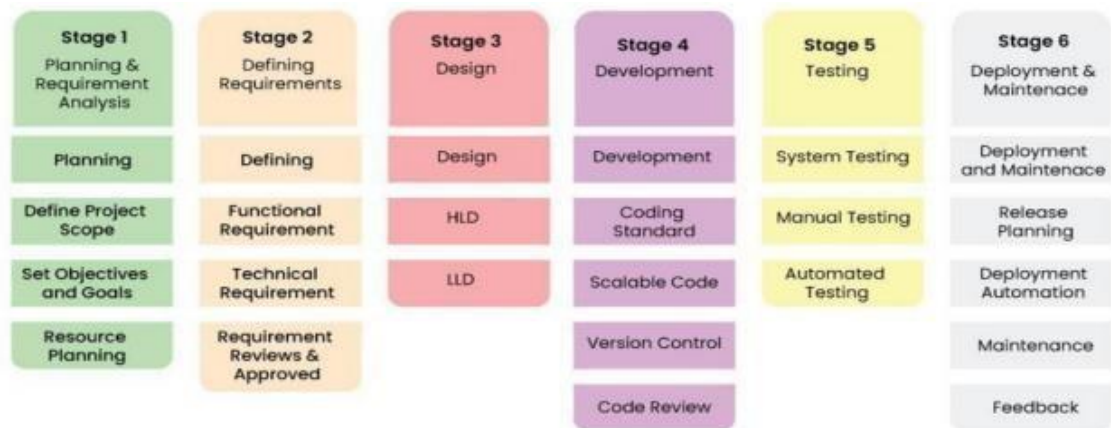 Stage 1
Planning &
Requirement
Analysis
Planning
Define Project
Scope
Set Objectives
and Goals
Resource
Planning
Stage 2
Defining
Requirements
Defining
Functional
Requirement
Technical
Requirement
Requirement
Reviews &
Approved
Stage 3
Design
Design
HLD
LLD
Stage 4
Development
Development
Coding
Standard
Scalable Code
Version Control
Code Review
Stage 5
Testing
System Testing
Manual Testing
Automated
Testing
Stage 6
Deployment &
Maintenace
Deployment
and Maintenace
Release
Planning
Deployment
Automation
Maintenance
Feedback